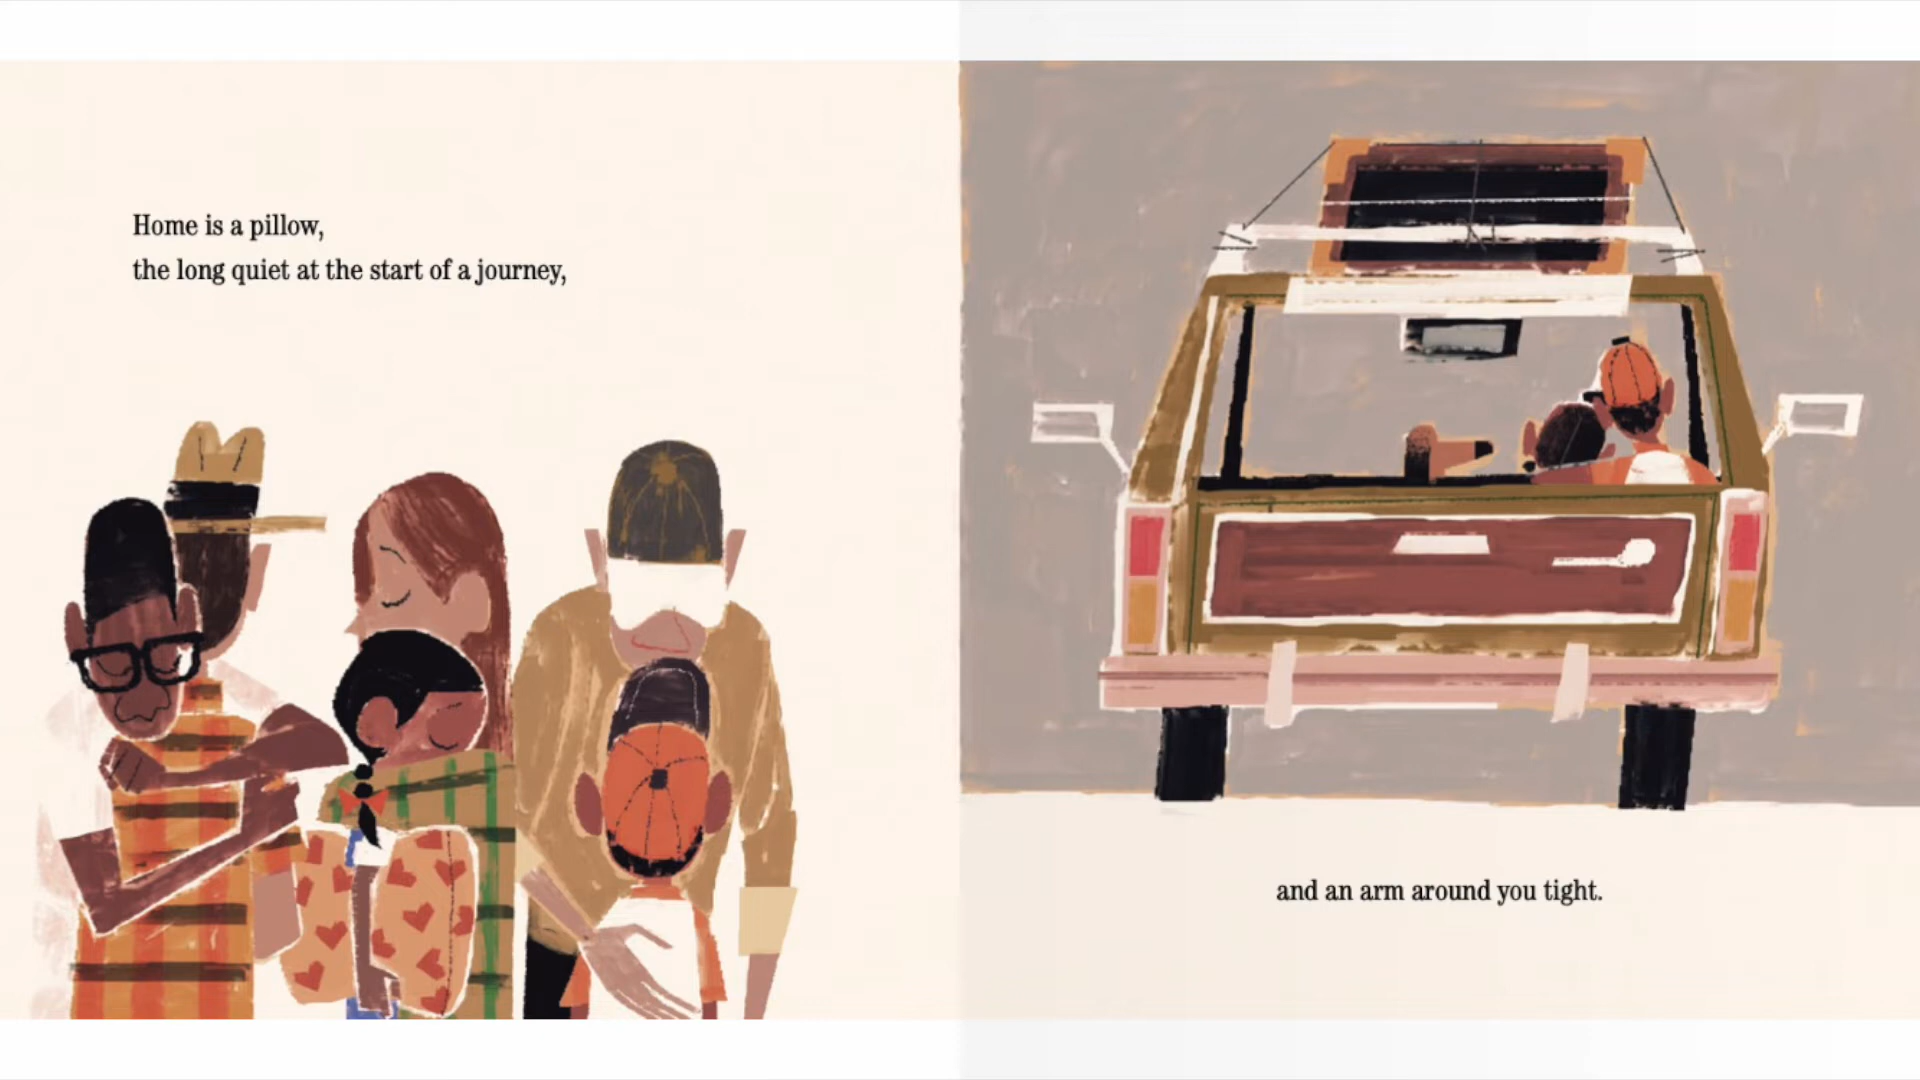 Home is a pillow,
the long quiet at the start of a journey,
and an arm around you tight.